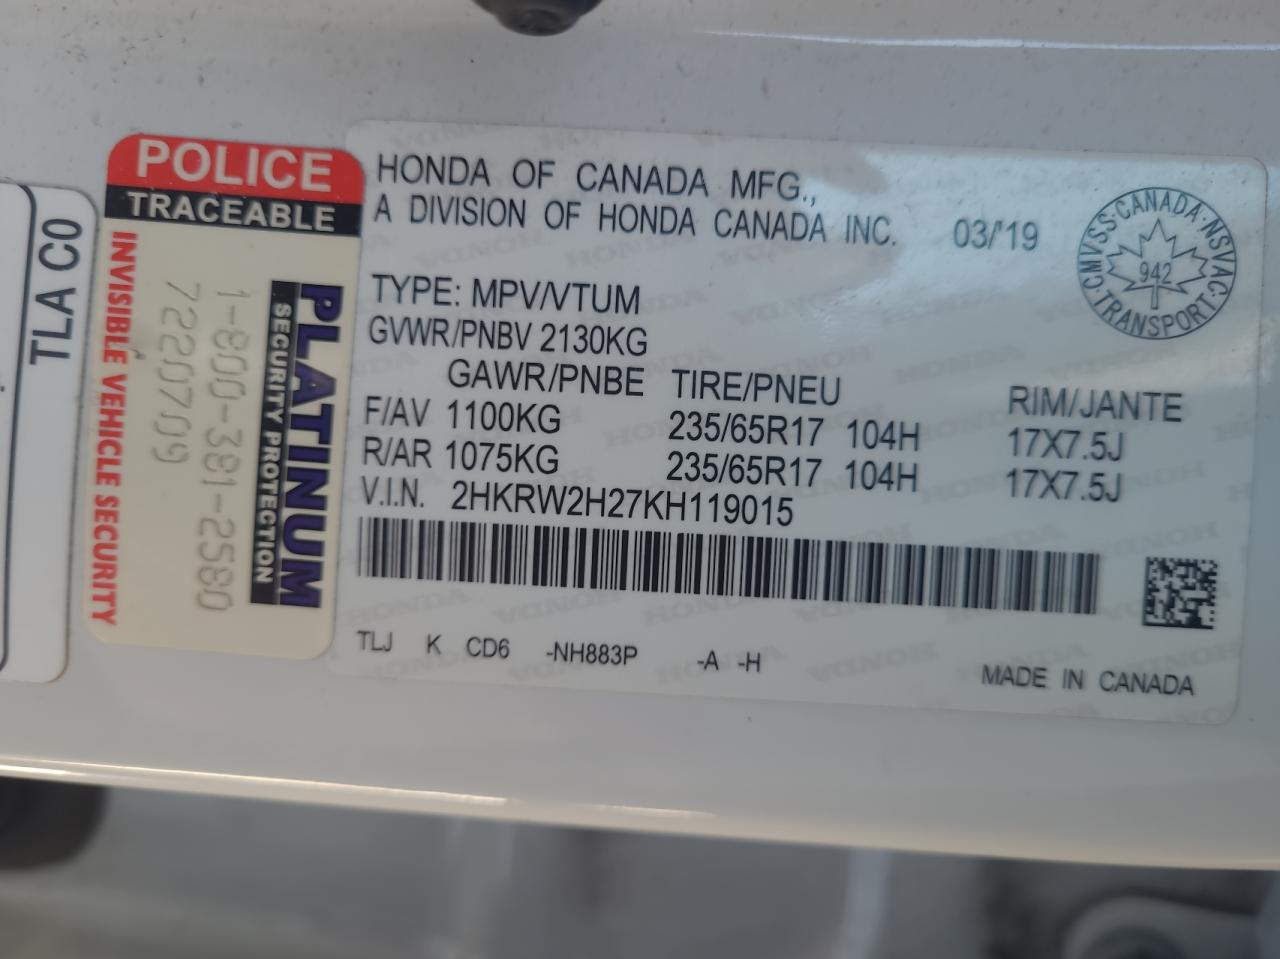 TLA C0
POLICE
TRACEABLE
INVISIBLE VEHICLE SECURITY
7220709
1-800-381-2580
SECURITY PROTECTION
PLATINUM
HONDA OF CANADA MFG.,
A DIVISION OF HONDA CANADA INC. 03/'19
CMVSS · CANADA · NSVAC · TRANSPORT ·
942
TYPE: MPV/VTUM
GVWR/PNBV 2130KG
GAWR/PNBE TIRE/PNEU RIM/JANTE
F/AV 1100KG 235/65R17 104H 17X7.5J
R/AR 1075KG 235/65R17 104H 17X7.5J
V.I.N. 2HKRW2H27KH119015
TLJ K CD6 -NH883P -A -H
MADE IN CANADA